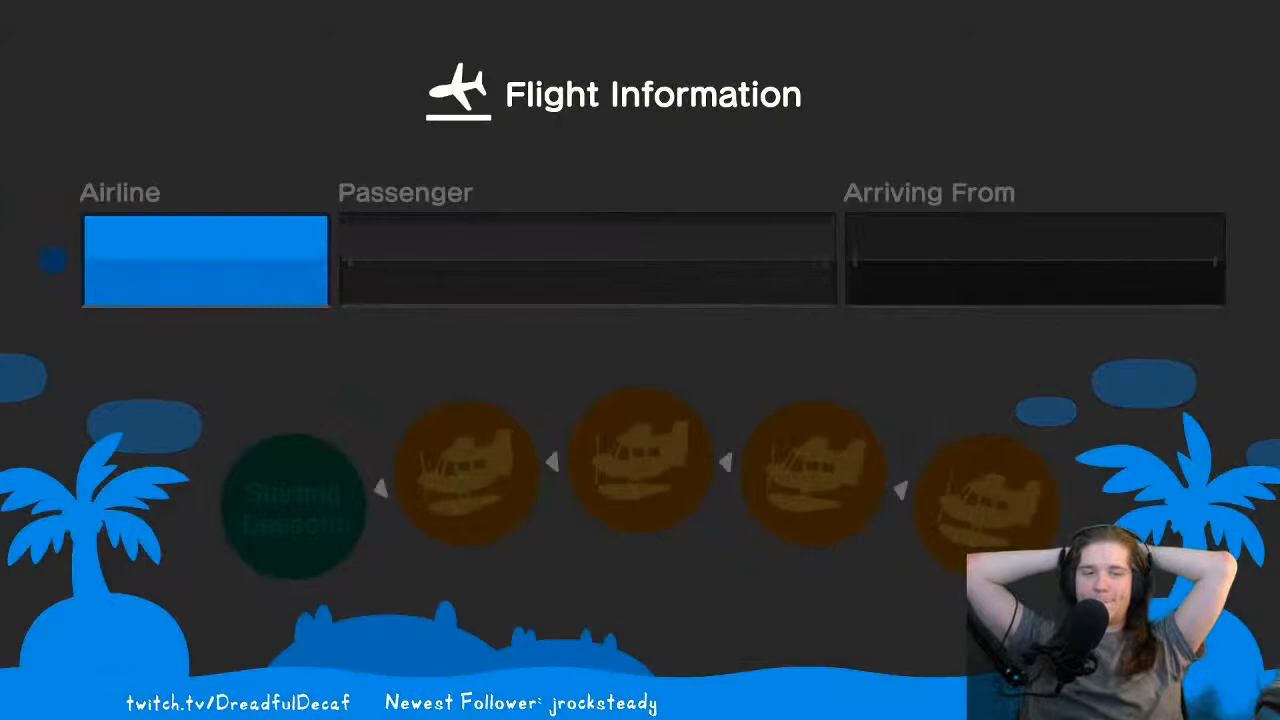 Flight Information
Airline
Passenger
Arriving From
twitch.tv/DreadfulDecaf
Newest Follower: jrocksteady